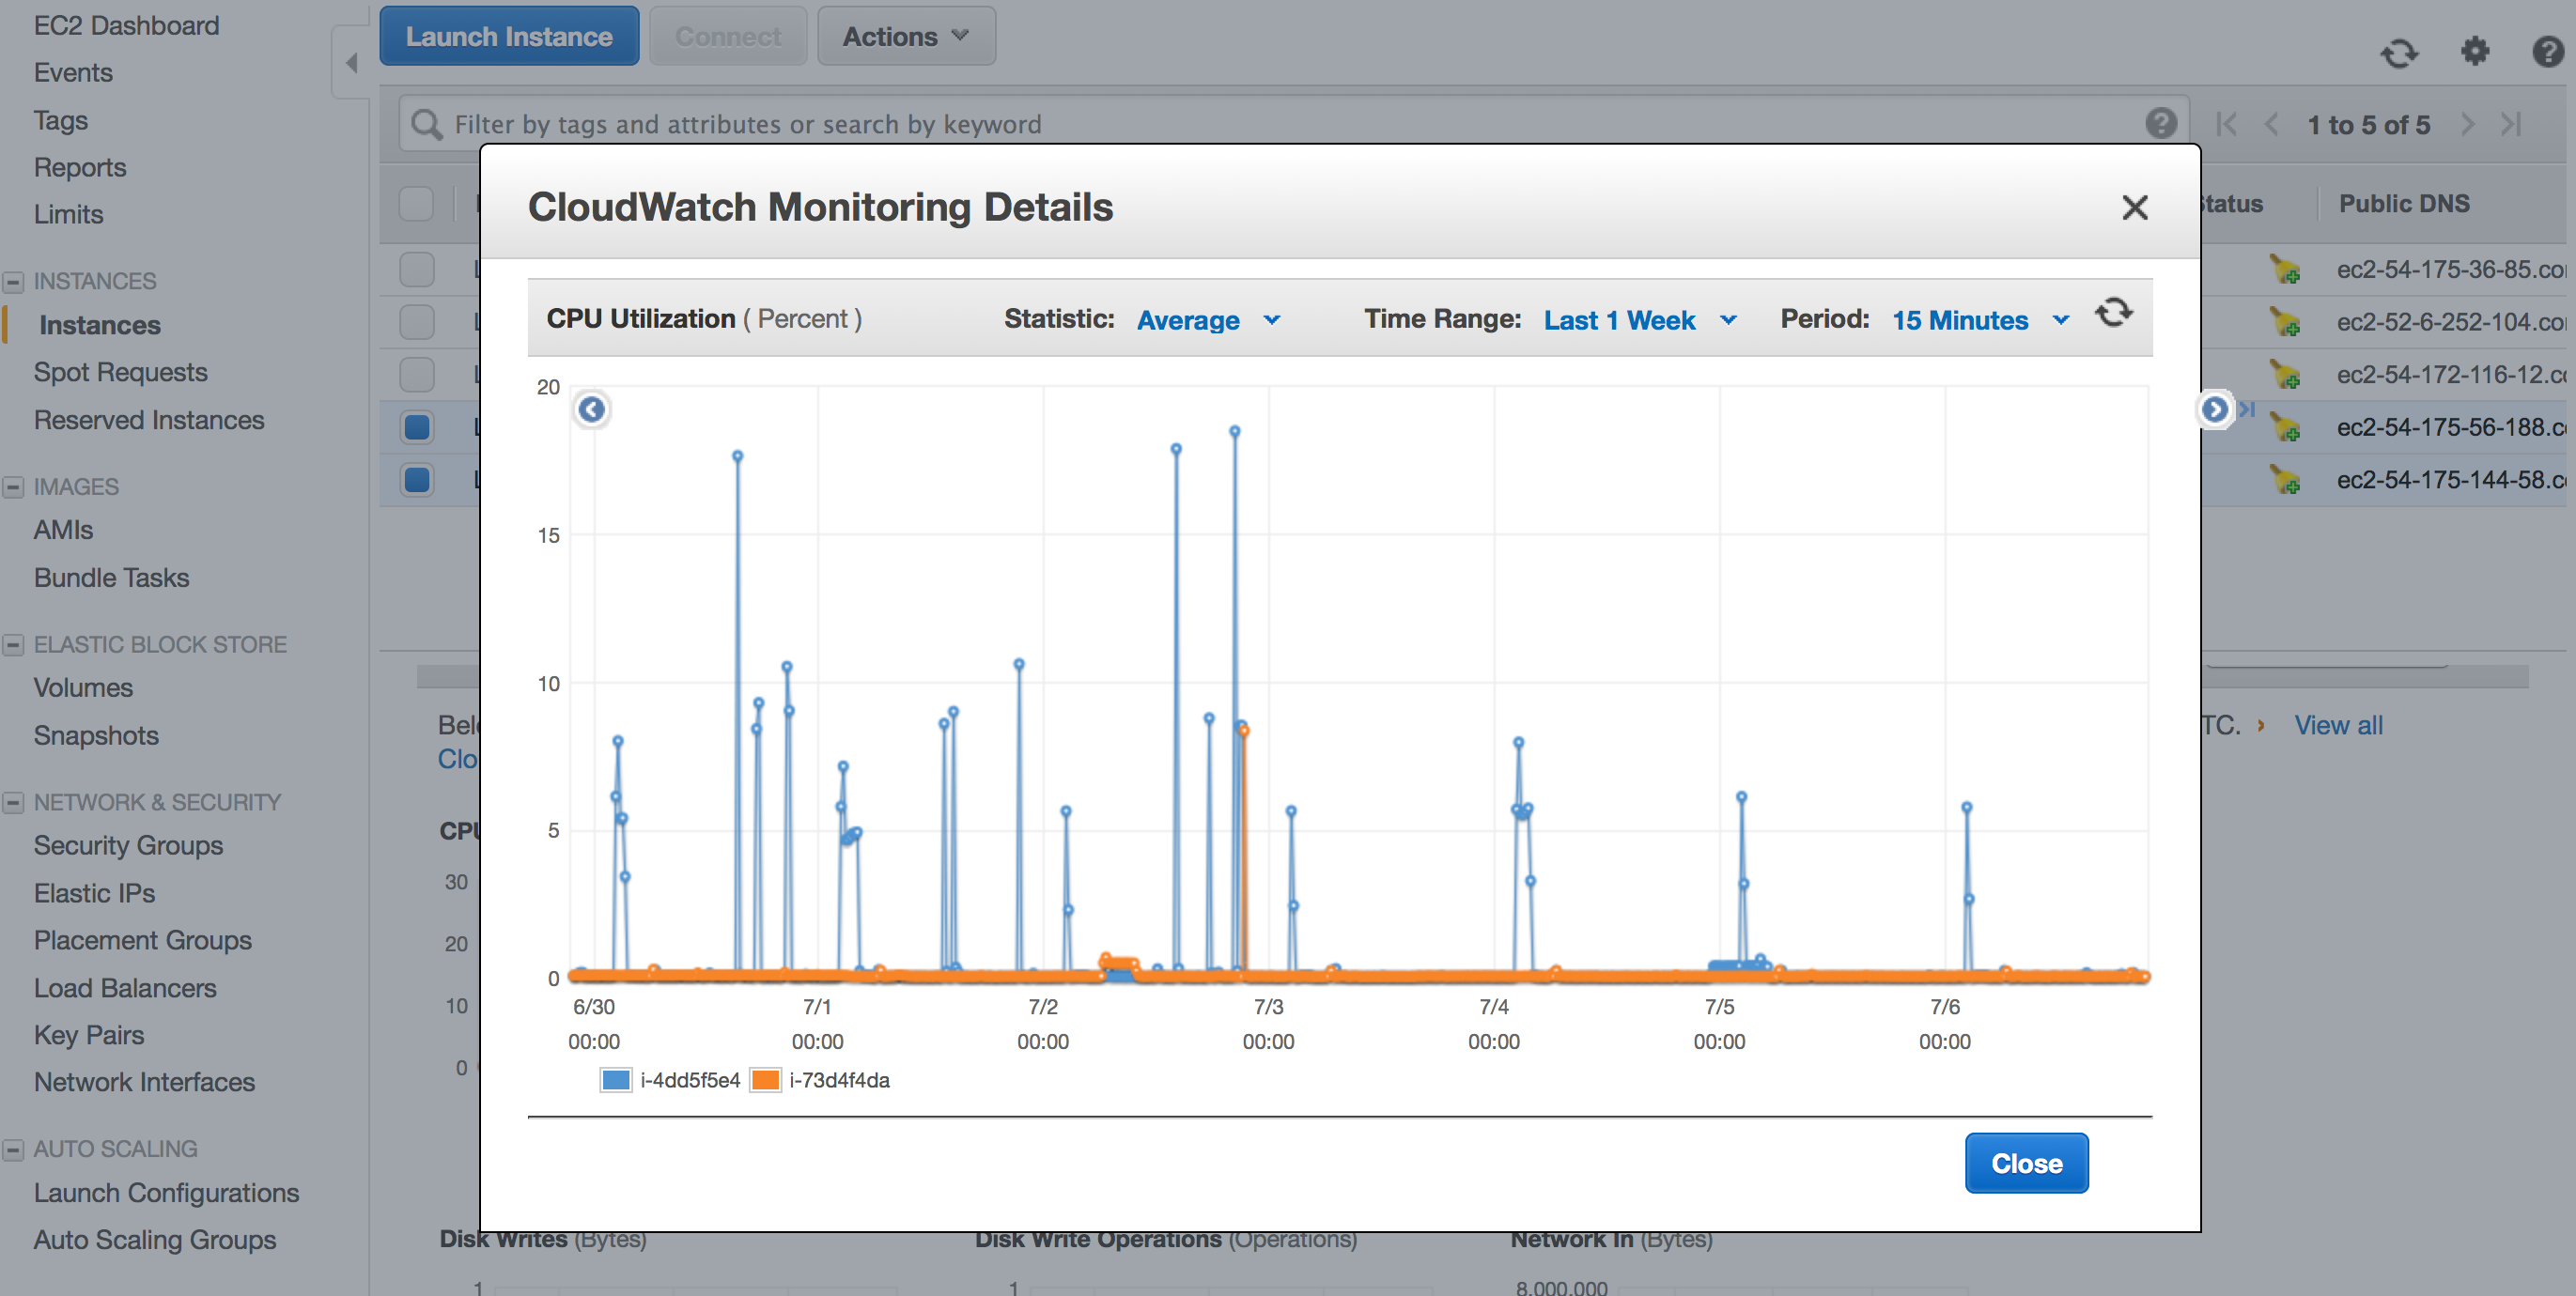 EC2 Dashboard
Events
Tags
Reports
Limits
INSTANCES
Instances
Spot Requests
Reserved Instances
IMAGES
AMIs
Bundle Tasks
ELASTIC BLOCK STORE
Volumes
Snapshots
NETWORK & SECURITY
Security Groups
Elastic IPs
Placement Groups
Load Balancers
Key Pairs
Network Interfaces
AUTO SCALING
Launch Configurations
Auto Scaling Groups
Launch Instance Connect Actions
Filter by tags and attributes or search by keyword
1 to 5 of 5
Public DNS
ec2-54-175-36-85.co
ec2-52-6-252-104.co
ec2-54-172-116-12.c
ec2-54-175-56-188.c
ec2-54-175-144-58.c
CloudWatch Monitoring Details
CPU Utilization ( Percent ) Statistic: Average Time Range: Last 1 Week Period: 15 Minutes
20
15
10
5
0
6/30 7/1 7/2 7/3 7/4 7/5 7/6
00:00 00:00 00:00 00:00 00:00 00:00 00:00
i-4dd5f5e4 i-73d4f4da
Close
TC. View all
30
20
10
0
Disk Writes (Bytes) Disk Write Operations (Operations) Network In (Bytes)
1 1 8,000,000